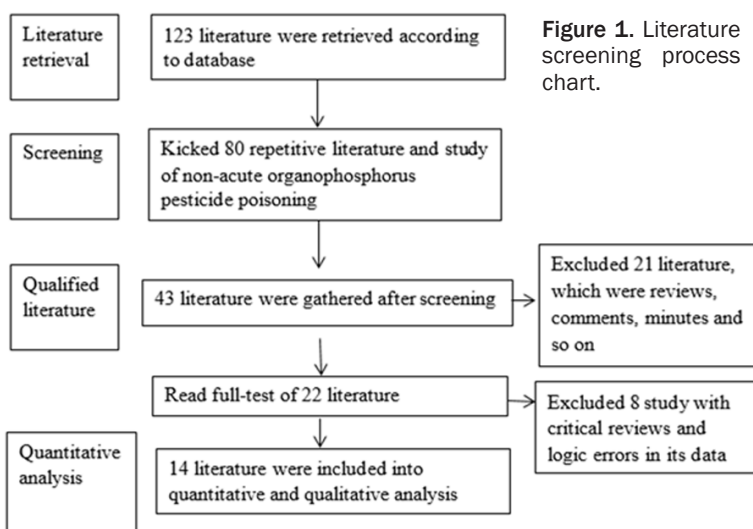 Literature
retrieval
123 literature were retrieved according
to database
Figure 1. Literature
screening process
chart.
Screening
Kicked 80 repetitive literature and study
of non-acute organophosphorus
pesticide poisoning
Qualified
literature
43 literature were gathered after screening
Excluded 21 literature,
which were reviews,
comments, minutes and
so on
Read full-test of 22 literature
Excluded 8 study with
critical reviews and
logic errors in its data
Quantitative
analysis
14 literature were included into
quantitative and qualitative analysis